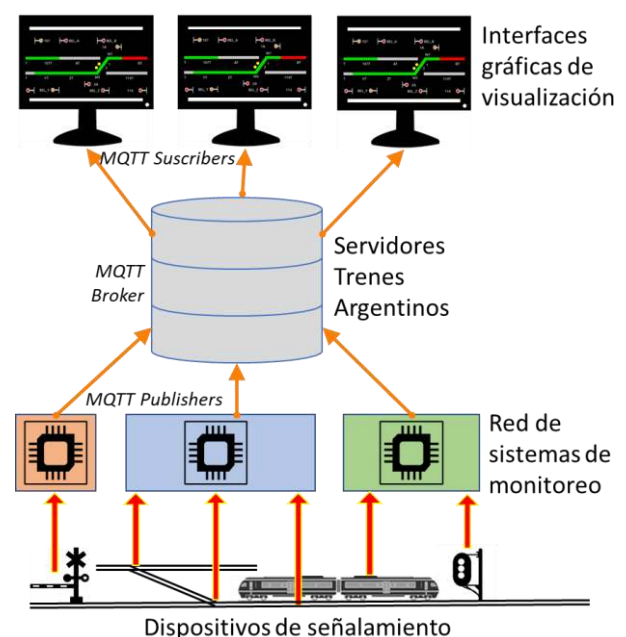 Interfaces
gráficas de
visualización
MQTT Suscribers
Servidores
Trenes
Argentinos
MQTT
Broker
MQTT Publishers
Red de
sistemas de
monitoreo
Dispositivos de señalamiento